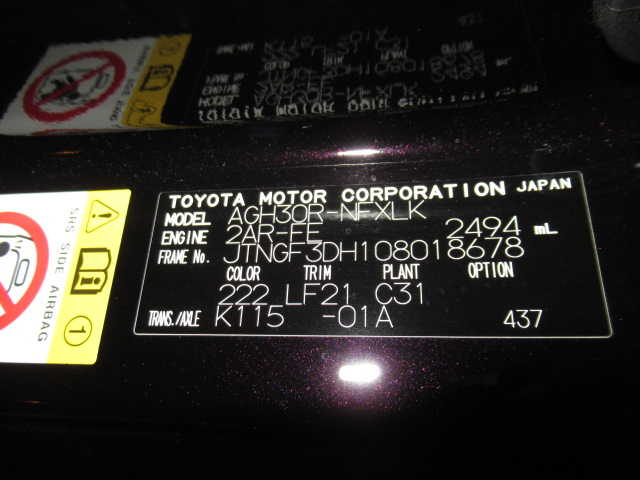 TOYOTA MOTOR CORPORATION JAPAN
MODEL AGH30R-NFXLK
ENGINE 2AR-FE 2494 mL
FRAME No. JTNGF3DH108018678
COLOR TRIM PLANT OPTION
222 LF21 C31
TRANS./AXLE K115 -01A 437
SRS SIDE AIRBAG